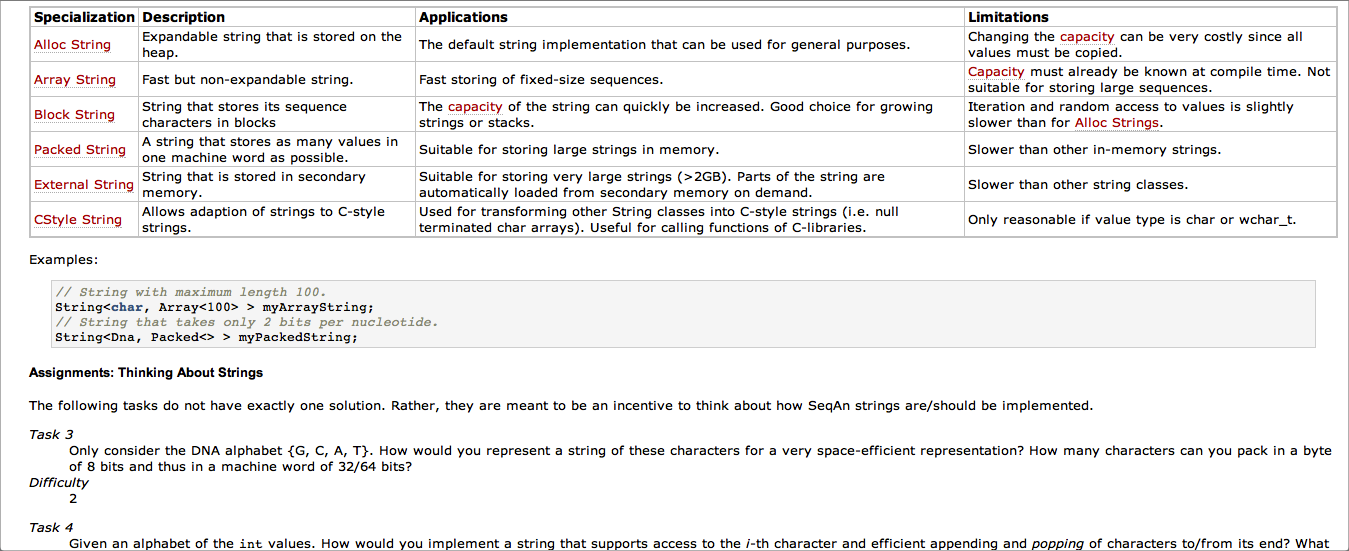 Specialization Description Applications Limitations
Alloc String Expandable string that is stored on the heap. The default string implementation that can be used for general purposes. Changing the capacity can be very costly since all values must be copied.
Array String Fast but non-expandable string. Fast storing of fixed-size sequences. Capacity must already be known at compile time. Not suitable for storing large sequences.
Block String String that stores its sequence characters in blocks The capacity of the string can quickly be increased. Good choice for growing strings or stacks. Iteration and random access to values is slightly slower than for Alloc Strings.
Packed String A string that stores as many values in one machine word as possible. Suitable for storing large strings in memory. Slower than other in-memory strings.
External String String that is stored in secondary memory. Suitable for storing very large strings (>2GB). Parts of the string are automatically loaded from secondary memory on demand. Slower than other string classes.
CStyle String Allows adaption of strings to C-style strings. Used for transforming other String classes into C-style strings (i.e. null terminated char arrays). Useful for calling functions of C-libraries. Only reasonable if value type is char or wchar_t.
Examples:
// String with maximum length 100.
String<char, Array<100> > myArrayString;
// String that takes only 2 bits per nucleotide.
String<Dna, Packed<> > myPackedString;
Assignments: Thinking About Strings
The following tasks do not have exactly one solution. Rather, they are meant to be an incentive to think about how SeqAn strings are/should be implemented.
Task 3
Only consider the DNA alphabet {G, C, A, T}. How would you represent a string of these characters for a very space-efficient representation? How many characters can you pack in a byte
of 8 bits and thus in a machine word of 32/64 bits?
Difficulty
2
Task 4
Given an alphabet of the int values. How would you implement a string that supports access to the i-th character and efficient appending and popping of characters to/from its end? What